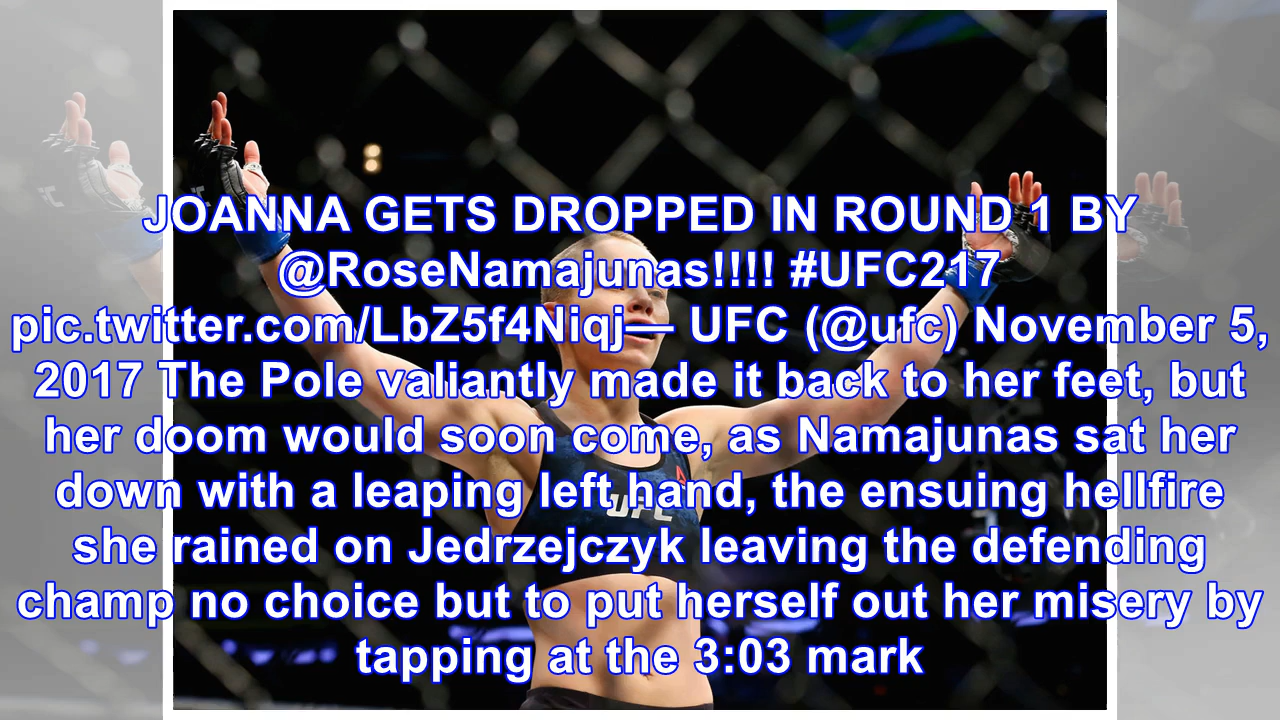 JOANNA GETS DROPPED IN ROUND 1 BY
@RoseNamajunas!!!! #UFC217
pic.twitter.com/LbZ5f4Niqj— UFC (@ufc) November 5,
2017 The Pole valiantly made it back to her feet, but
her doom would soon come, as Namajunas sat her
down with a leaping left hand, the ensuing hellfire
she rained on Jedrzejczyk leaving the defending
champ no choice but to put herself out her misery by
tapping at the 3:03 mark
UFC